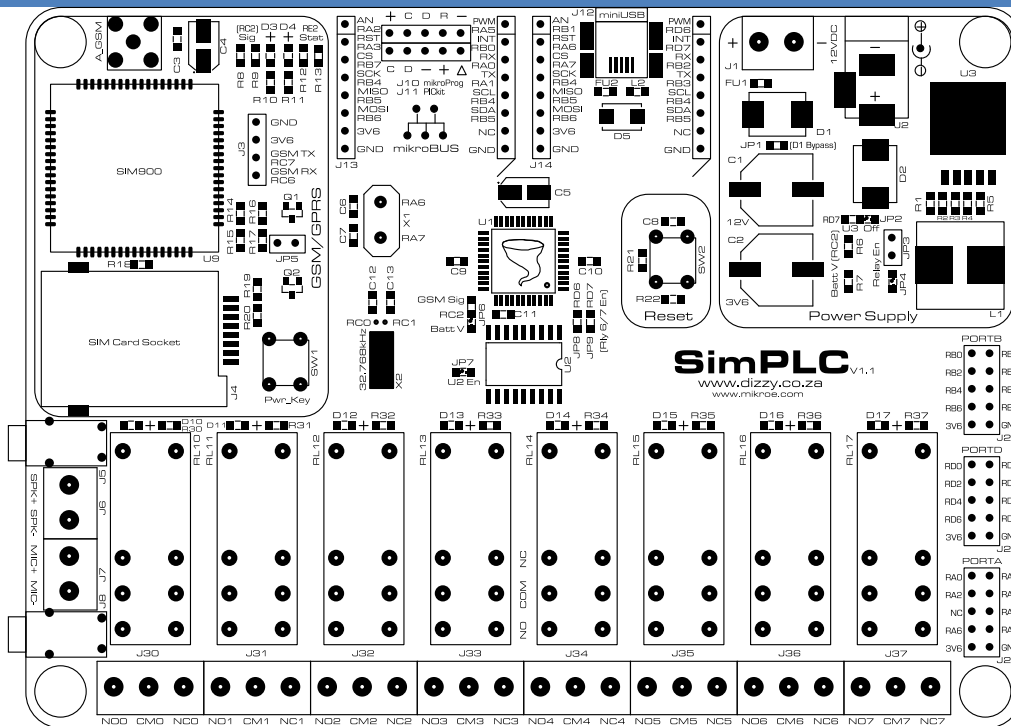 A_GSM
C3
C4
[RC2] D3 D4 RE2
Sig + + Stat
R8 R9 R10 R11 R12 R13
SIM900
U9
J3
GND
3V6
GSM TX
RC7
GSM RX
RC6
R14 R16 Q1
R15 R17 JP5
R18
Q2
R19
R20
GSM/GPRS
SIM Card Socket
J4
SW1
Pwr_Key
AN
RA2
RST
RA3
CS
RB7
SCK
RB4
MISO
RB5
MOSI
RB6
3V6
GND
J13
+ C D R -
C D - + Δ
J10 mikroProg
J11 PICkit
mikroBUS
PWM
RA5
INT
RB0
RX
RA0
TX
RA1
SCL
RB4
SDA
RB5
NC
GND
AN
RB1
RST
RA6
CS
RA7
SCK
RB4
MISO
RB5
MOSI
RB6
3V6
GND
J14
J12
miniUSB
FU2 L2
D5
PWM
RD6
INT
RD7
RX
RB2
TX
RB3
SCL
RB4
SDA
RB5
NC
GND
+ -
J1
12VDC
-
+
J2
U3
FU1
D1
JP1 [D1 Bypass]
C1
12V
C2
3V6
D2
R1 R2 R3 R4 R5
RD7 JP2
U3 Off
Batt V [RC2]
R6
R7
Relay En
JP3
JP4
L1
Power Supply
C6
C7
X1
RA6
RA7
C5
U1
C9
C10
C12
C13
RC0 RC1
32.768kHz
X2
GSM Sig
RC2
Batt V
JP6
C11
RD6
RD7
JP8
JP9
[Rly 6/7 En]
JP7
U2 En
U2
C8
R21
SW2
R22
Reset
SimPLC V1.1
www.dizzy.co.za
www.mikroe.com
PORTB
RB0
RB2
RB4
RB6
3V6
PORTD
RD0
RD2
RD4
RD6
3V6
PORTA
RA0
RA2
NC
RA6
3V6
D10 + R30
D11 + R31
D12 + R32
D13 + R33
D14 + R34
D15 + R35
D16 + R36
D17 + R37
RL10 RL11 RL12 RL13 RL14 RL15 RL16 RL17
J5
J6
J7
J8
SPK+ SPK- MIC+ MIC-
NC
COM
NO
J30 J31 J32 J33 J34 J35 J36 J37
NO0 CM0 NC0 NO1 CM1 NC1 NO2 CM2 NC2 NO3 CM3 NC3 NO4 CM4 NC4 NO5 CM5 NC5 NO6 CM6 NC6 NO7 CM7 NC7